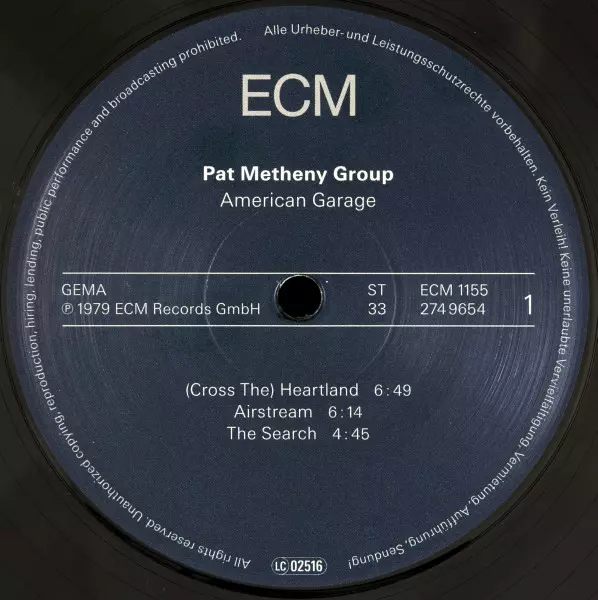 ECM
Pat Metheny Group
American Garage
GEMA
℗ 1979 ECM Records GmbH
ST
33
ECM 1155
274 9654
1
(Cross The) Heartland 6:49
Airstream 6:14
The Search 4:45
LC 02516
All rights reserved. Unauthorized copying, reproduction, hiring, lending, public performance and broadcasting prohibited.
Alle Urheber- und Leistungsschutzrechte vorbehalten. Kein Verleih! Keine unerlaubte Vervielfältigung, Vermietung, Aufführung, Sendung!